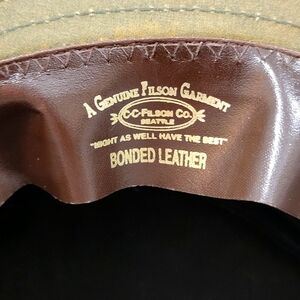 A GENUINE FILSON GARMENT
C-C-FILSON CO.
SEATTLE
"MIGHT AS WELL HAVE THE BEST"
BONDED LEATHER